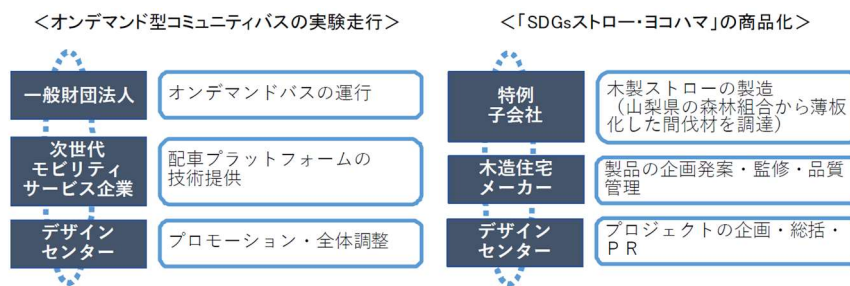 ＜オンデマンド型コミュニティバスの実験走行＞
一般財団法人
オンデマンドバスの運行
次世代
モビリティ
サービス企業
配車プラットフォームの
技術提供
デザイン
センター
プロモーション・全体調整
＜「SDGsストロー・ヨコハマ」の商品化＞
特例
子会社
木製ストローの製造
（山梨県の森林組合から薄板
化した間伐材を調達）
木造住宅
メーカー
製品の企画発案・監修・品質
管理
デザイン
センター
プロジェクトの企画・総括・
ＰＲ